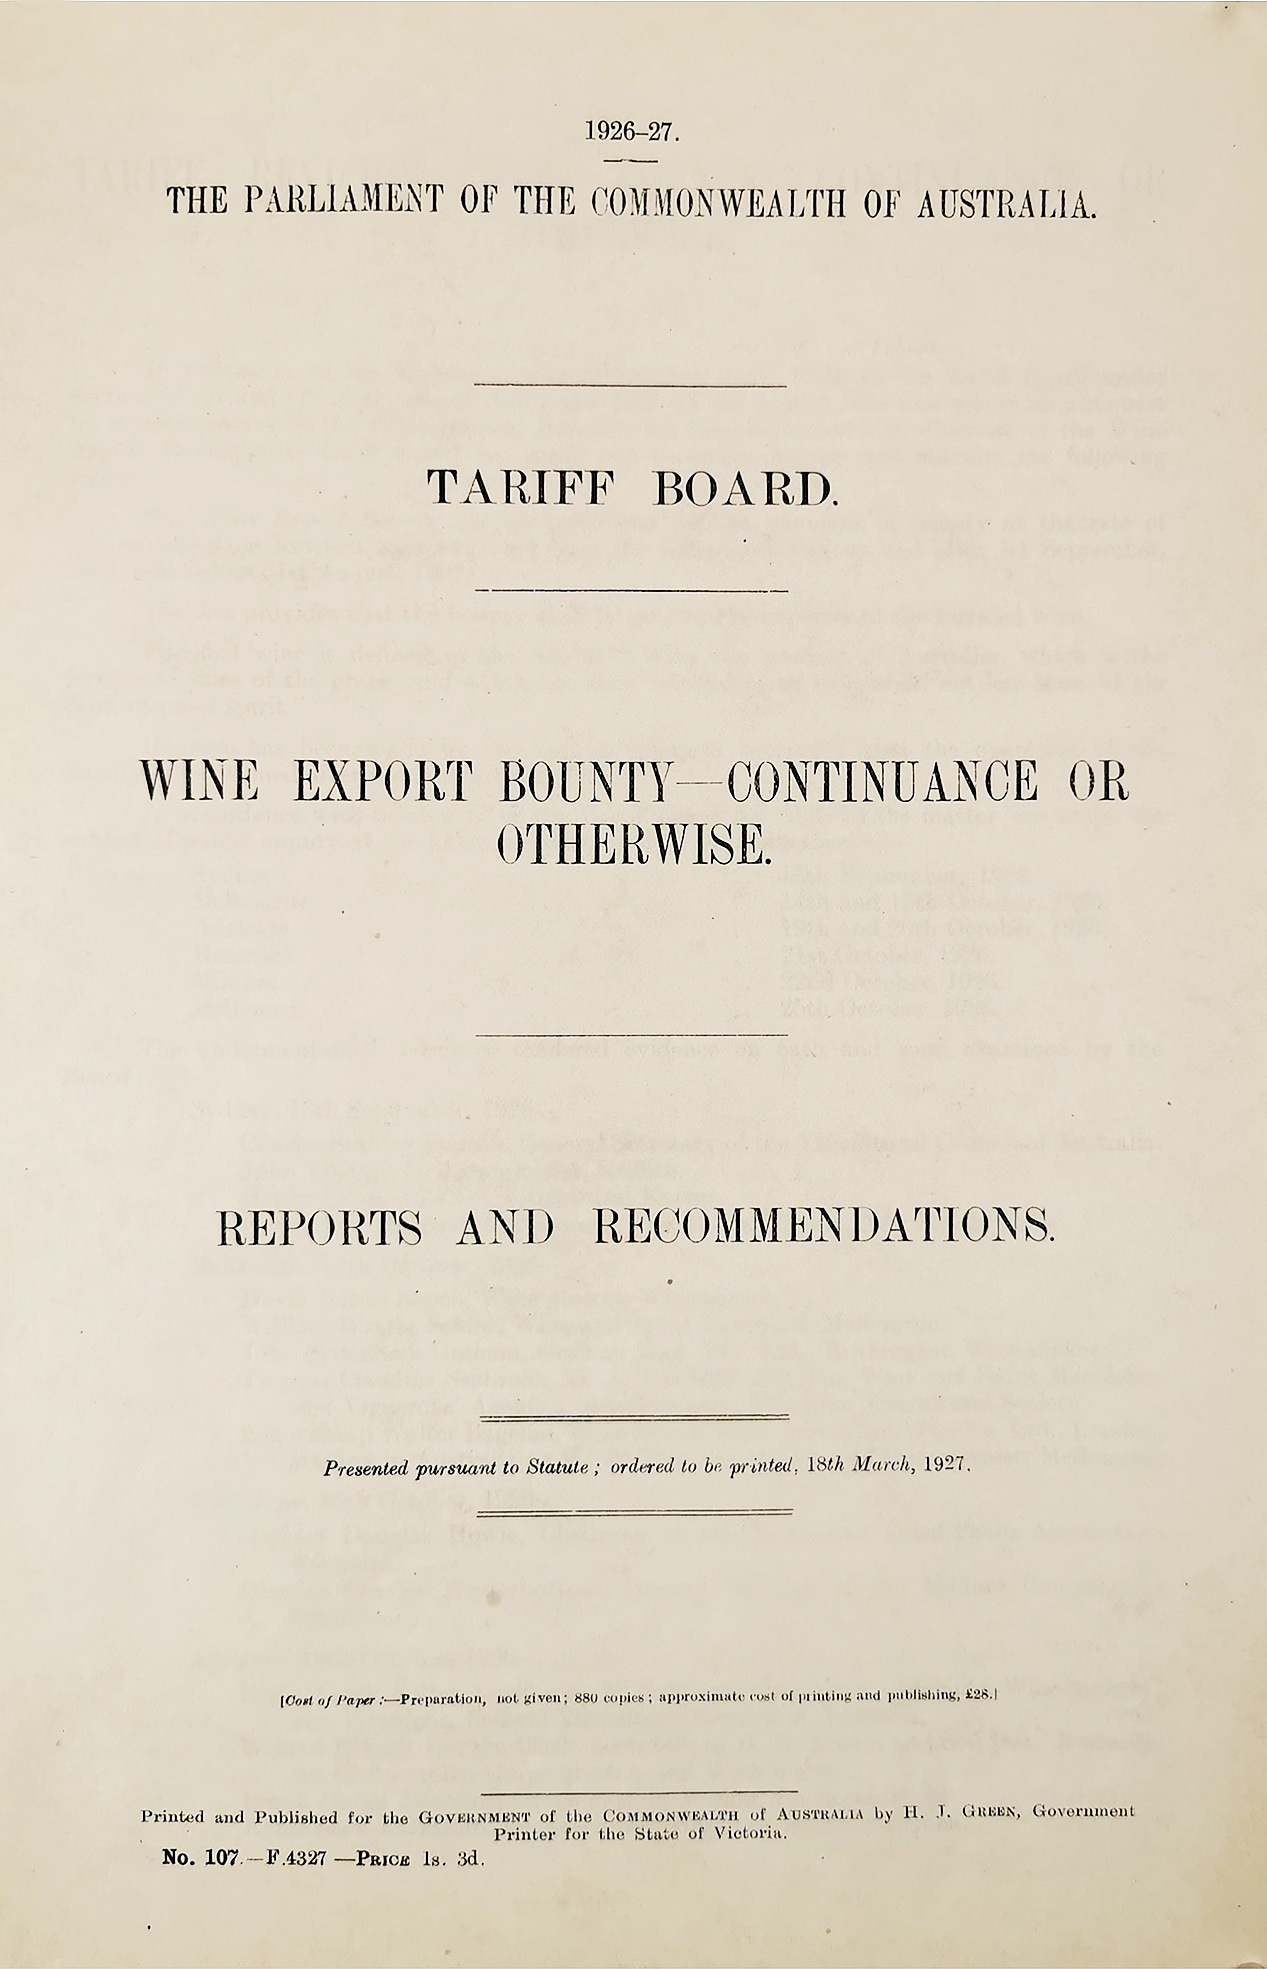 1926–27.
THE PARLIAMENT OF THE COMMONWEALTH OF AUSTRALIA.
TARIFF BOARD.
WINE EXPORT BOUNTY—CONTINUANCE OR
OTHERWISE.
REPORTS AND RECOMMENDATIONS.
Presented pursuant to Statute; ordered to be printed, 18th March, 1927.
[Cost of Paper:—Preparation, not given; 880 copies; approximate cost of printing and publishing, £28.]
Printed and Published for the GOVERNMENT of the COMMONWEALTH of AUSTRALIA by H. J. GREEN, Government
Printer for the State of Victoria.
No. 107.—F.4327—PRICE 1s. 3d.